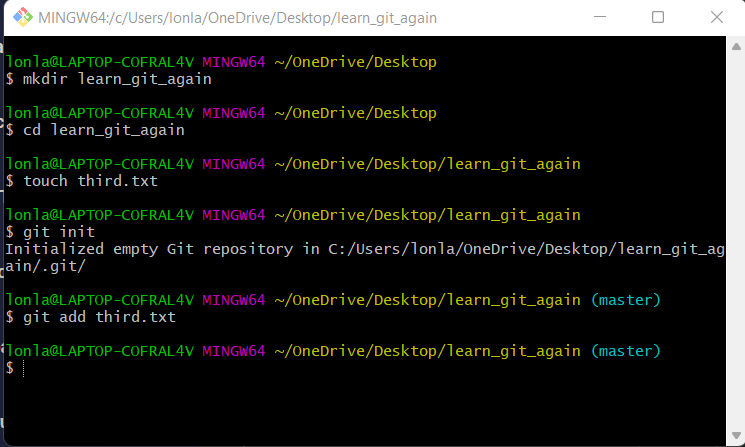 MINGW64:/c/Users/lonla/OneDrive/Desktop/learn_git_again
lonla@LAPTOP-COFRAL4V MINGW64 ~/OneDrive/Desktop
$ mkdir learn_git_again
lonla@LAPTOP-COFRAL4V MINGW64 ~/OneDrive/Desktop
$ cd learn_git_again
lonla@LAPTOP-COFRAL4V MINGW64 ~/OneDrive/Desktop/learn_git_again
$ touch third.txt
lonla@LAPTOP-COFRAL4V MINGW64 ~/OneDrive/Desktop/learn_git_again
$ git init
Initialized empty Git repository in C:/Users/lonla/OneDrive/Desktop/learn_git_ag
ain/.git/
lonla@LAPTOP-COFRAL4V MINGW64 ~/OneDrive/Desktop/learn_git_again (master)
$ git add third.txt
lonla@LAPTOP-COFRAL4V MINGW64 ~/OneDrive/Desktop/learn_git_again (master)
$